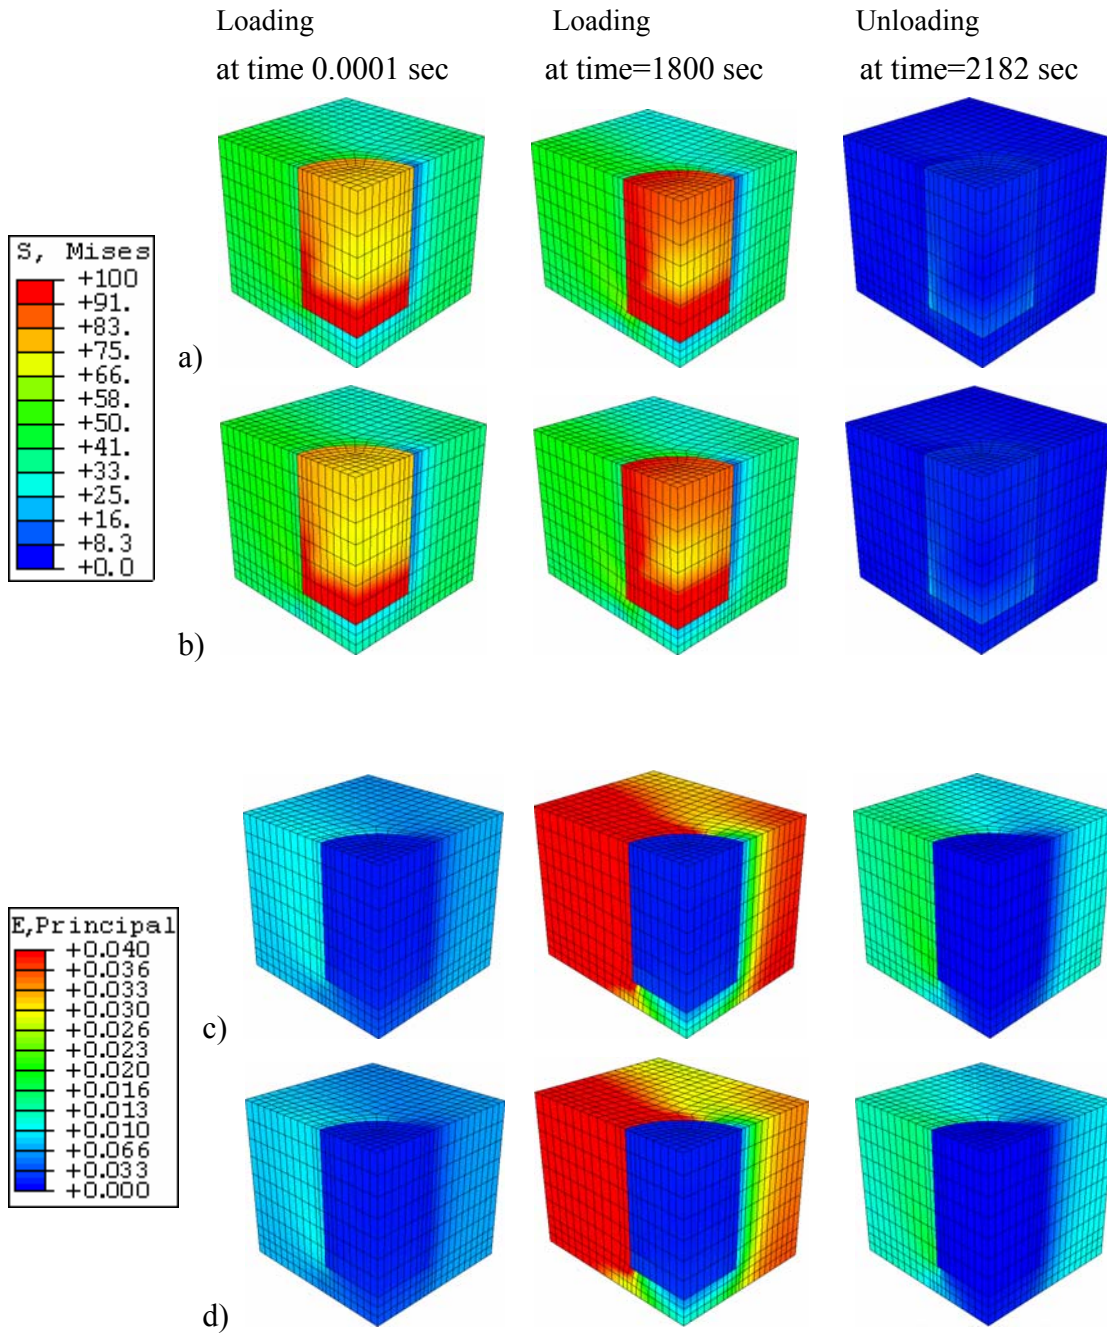 Loading
at time 0.0001 sec
Loading
at time=1800 sec
Unloading
at time=2182 sec
S, Mises
+100
+91.
+83.
+75.
+66.
+58.
+50.
+41.
+33.
+25.
+16.
+8.3
+0.0
a)
b)
E,Principal
+0.040
+0.036
+0.033
+0.030
+0.026
+0.023
+0.020
+0.016
+0.013
+0.010
+0.066
+0.033
+0.000
c)
d)